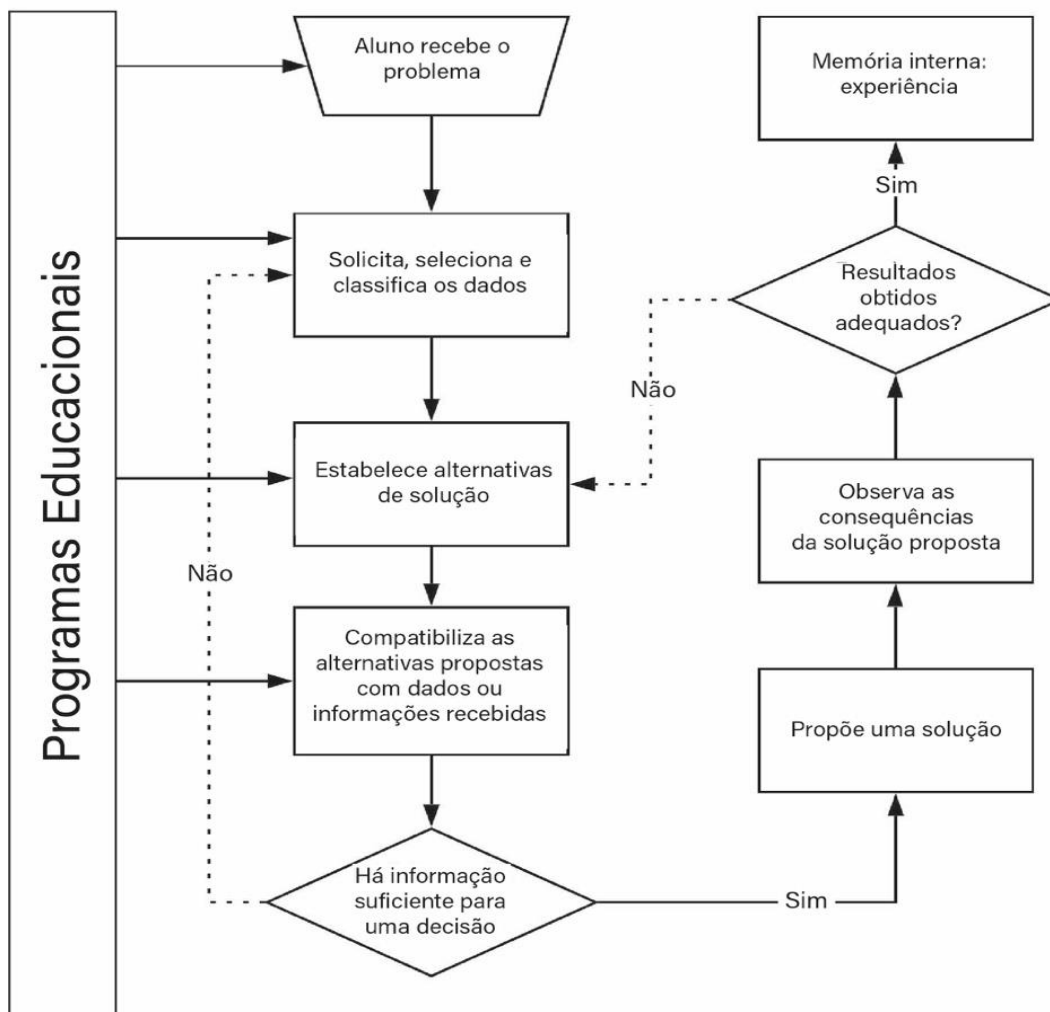 Programas Educacionais
Aluno recebe o
problema
Solicita, seleciona e
classifica os dados
Estabelece alternativas
de solução
Não
Compatibiliza as
alternativas propostas
com dados ou
informações recebidas
Há informação
suficiente para
uma decisão
Sim
Propõe uma solução
Observa as
consequências
da solução proposta
Resultados
obtidos
adequados?
Não
Sim
Memória interna:
experiência